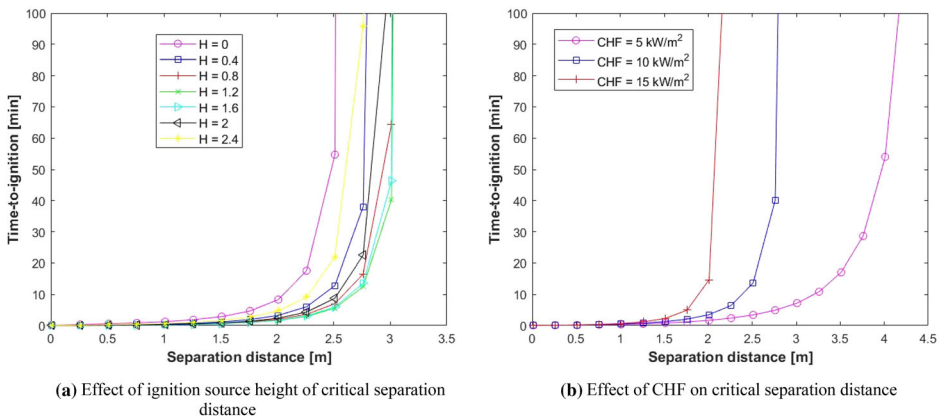 100
90
80
70
60
50
40
30
20
10
0
Time-to-ignition [min]
H = 0
H = 0.4
H = 0.8
H = 1.2
H = 1.6
H = 2
H = 2.4
0 0.5 1 1.5 2 2.5 3 3.5
Separation distance [m]
(a) Effect of ignition source height of critical separation
distance
100
90
80
70
60
50
40
30
20
10
0
Time-to-ignition [min]
CHF = 5 kW/m²
CHF = 10 kW/m²
CHF = 15 kW/m²
0 0.5 1 1.5 2 2.5 3 3.5 4 4.5
Separation distance [m]
(b) Effect of CHF on critical separation distance